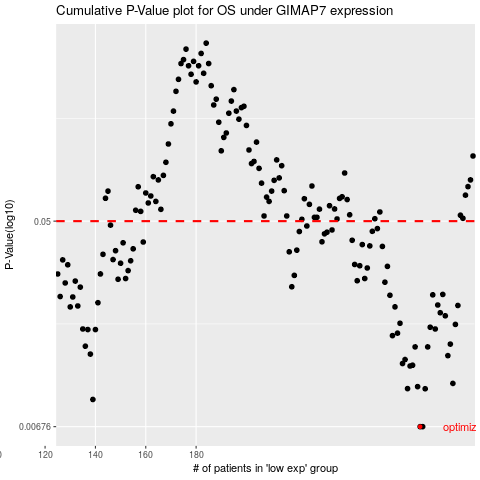 Cumulative P-Value plot for OS under GIMAP7 expression
P-Value(log10)
0.05
0.00676
optimiz
0 120 140 160 180
# of patients in 'low exp' group